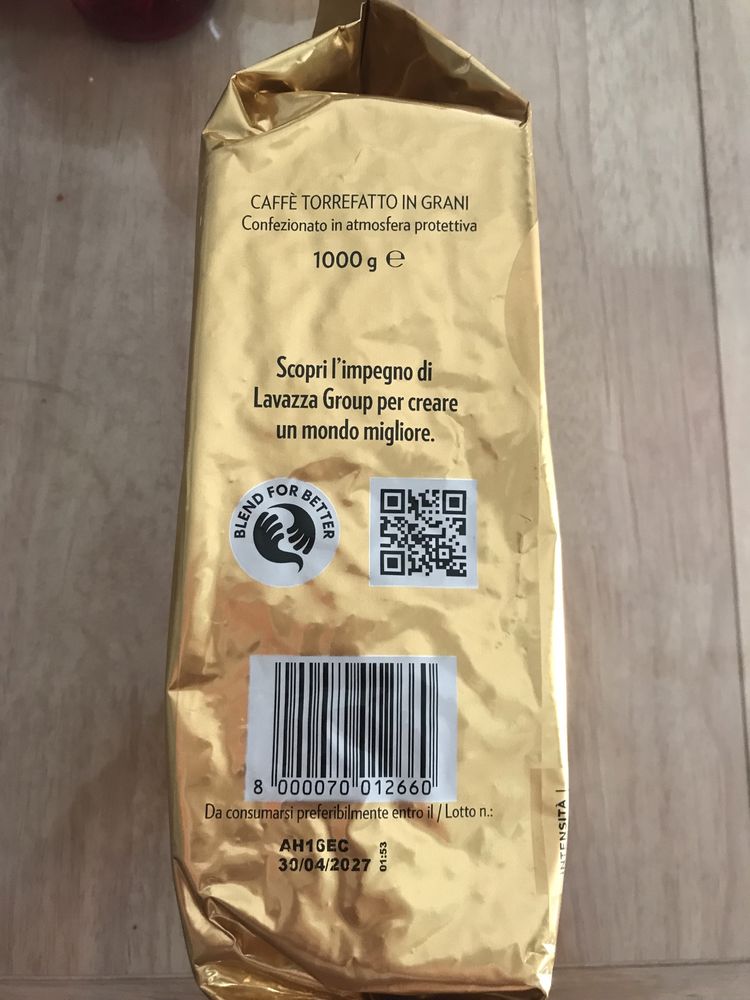 CAFFÈ TORREFATTO IN GRANI
Confezionato in atmosfera protettiva
1000 g ℮
Scopri l'impegno di
Lavazza Group per creare
un mondo migliore.
BLEND FOR BETTER
8 000070 012660
Da consumarsi preferibilmente entro il / Lotto n.:
AH16EC
30/04/2027
01:53
INTENSITÀ